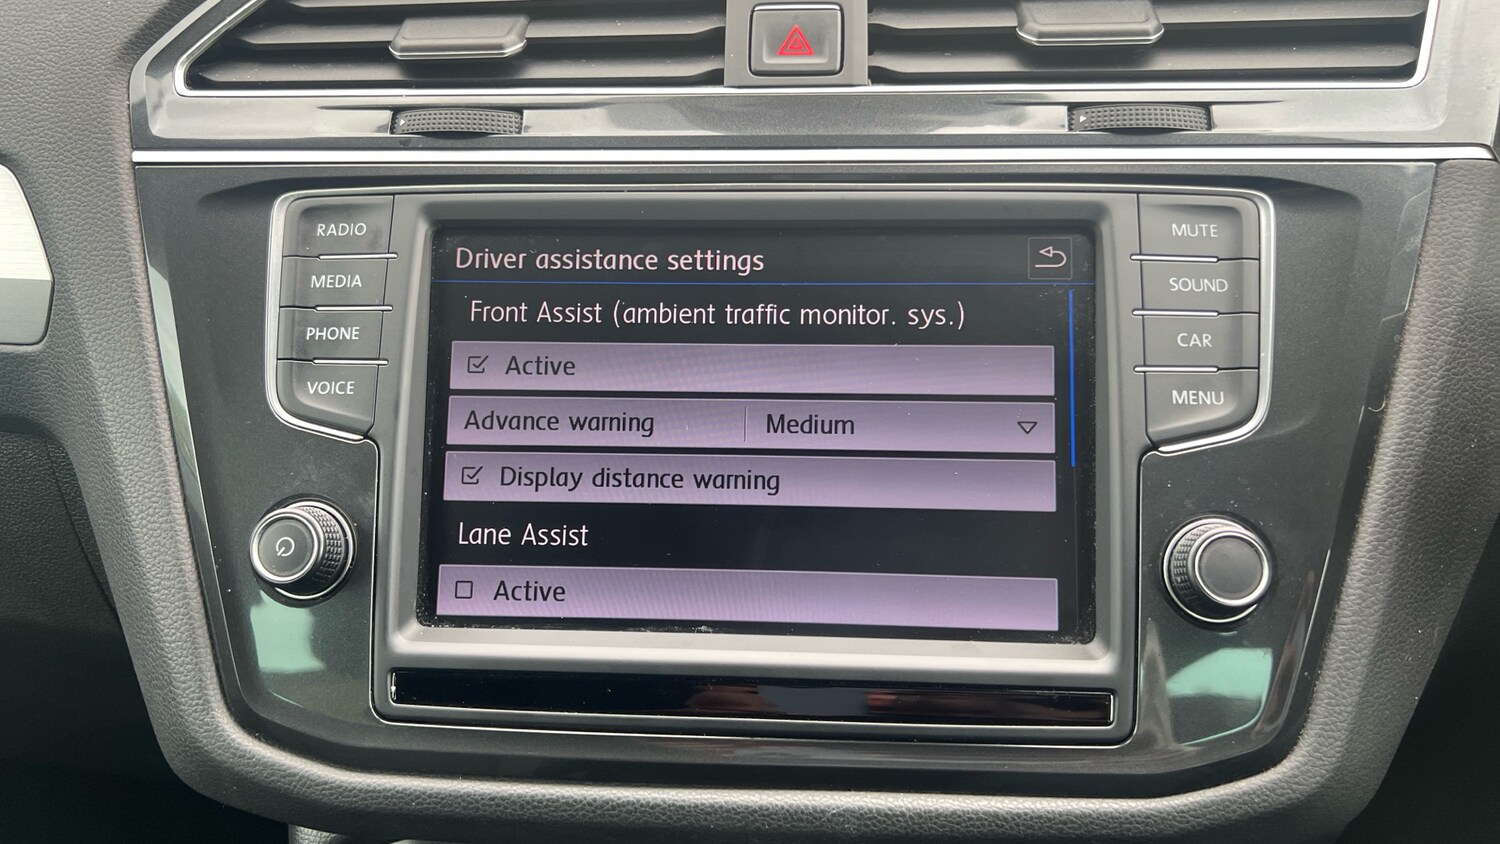 RADIO
MEDIA
PHONE
VOICE
Driver assistance settings
Front Assist (ambient traffic monitor. sys.)
Active
Advance warning Medium
Display distance warning
Lane Assist
Active
MUTE
SOUND
CAR
MENU